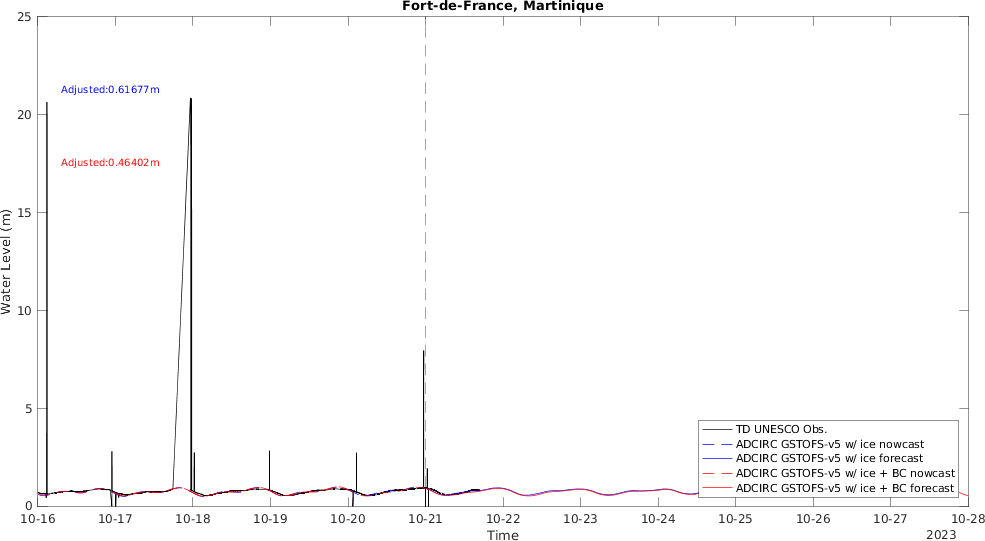 Fort-de-France, Martinique
25
20
15
10
5
0
Water Level (m)
Adjusted:0.61677m
Adjusted:0.46402m
TD UNESCO Obs.
ADCIRC GSTOFS-v5 w/ ice nowcast
ADCIRC GSTOFS-v5 w/ ice forecast
ADCIRC GSTOFS-v5 w/ ice + BC nowcast
ADCIRC GSTOFS-v5 w/ ice + BC forecast
10-16 10-17 10-18 10-19 10-20 10-21 10-22 10-23 10-24 10-25 10-26 10-27 10-28
Time
2023